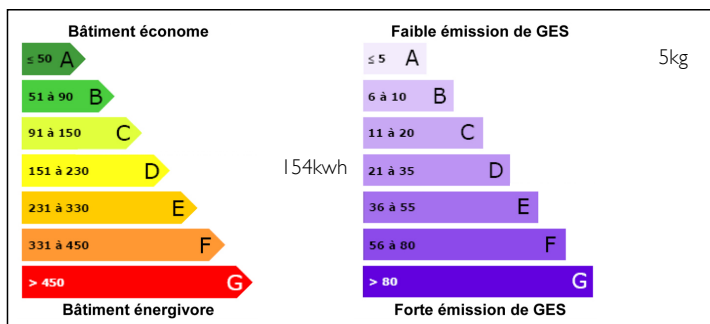 Bâtiment économe
≤ 50 A
51 à 90 B
91 à 150 C
151 à 230 D
154kwh
231 à 330 E
331 à 450 F
> 450 G
Bâtiment énergivore
Faible émission de GES
≤ 5 A
5kg
6 à 10 B
11 à 20 C
21 à 35 D
36 à 55 E
56 à 80 F
> 80 G
Forte émission de GES